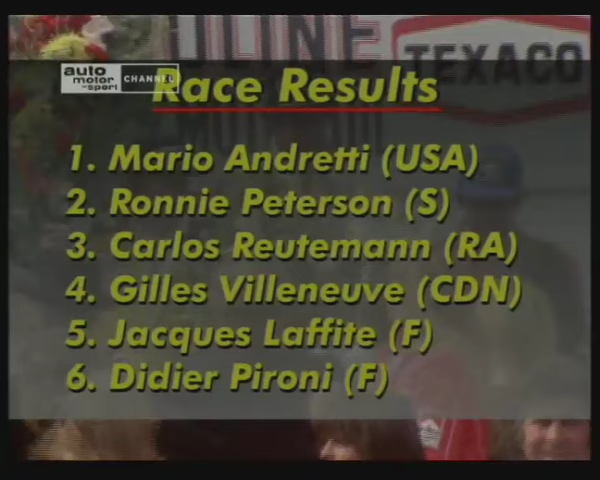 TEXACO
auto
motor
und sport
CHANNEL
Race Results
1. Mario Andretti (USA)
2. Ronnie Peterson (S)
3. Carlos Reutemann (RA)
4. Gilles Villeneuve (CDN)
5. Jacques Laffite (F)
6. Didier Pironi (F)